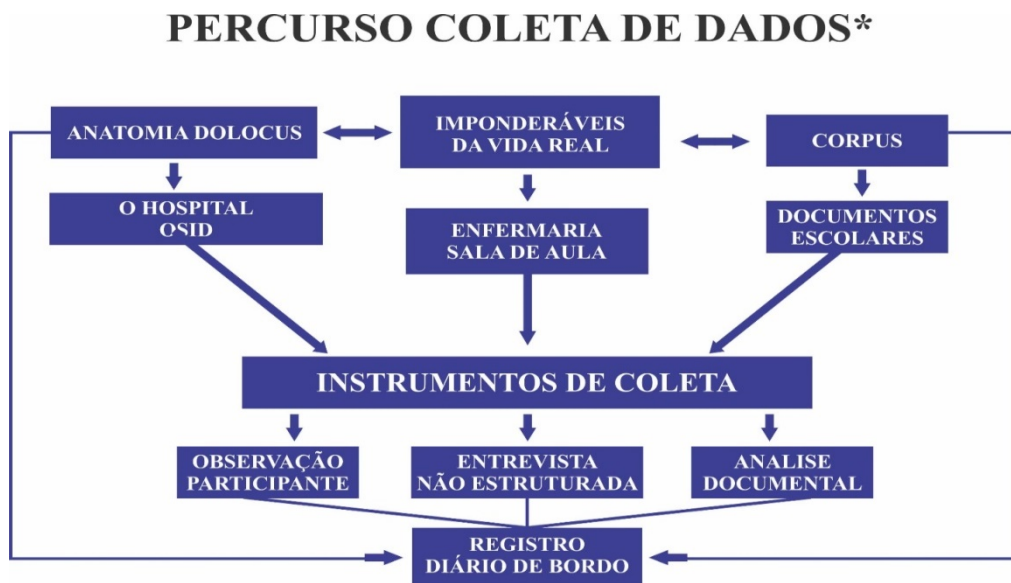 PERCURSO COLETA DE DADOS*
ANATOMIA DOLOCUS
IMPONDERÁVEIS
DA VIDA REAL
CORPUS
O HOSPITAL
OSID
ENFERMARIA
SALA DE AULA
DOCUMENTOS
ESCOLARES
INSTRUMENTOS DE COLETA
OBSERVAÇÃO
PARTICIPANTE
ENTREVISTA
NÃO ESTRUTURADA
ANALISE
DOCUMENTAL
REGISTRO
DIÁRIO DE BORDO